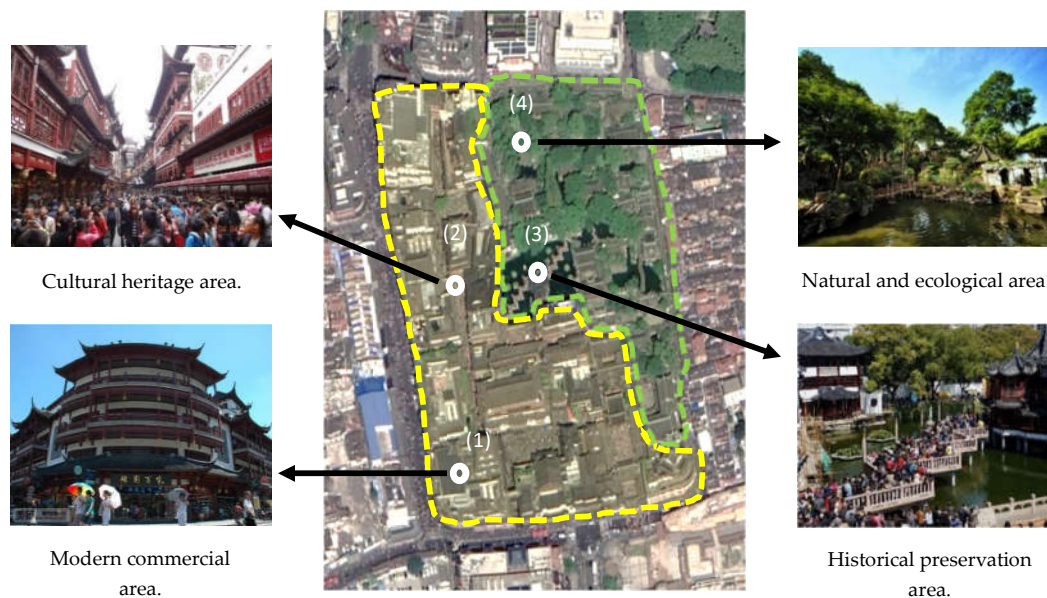 (4)
(2)
(3)
Cultural heritage area.
Natural and ecological area
(1)
Modern commercial
area.
Historical preservation
area.